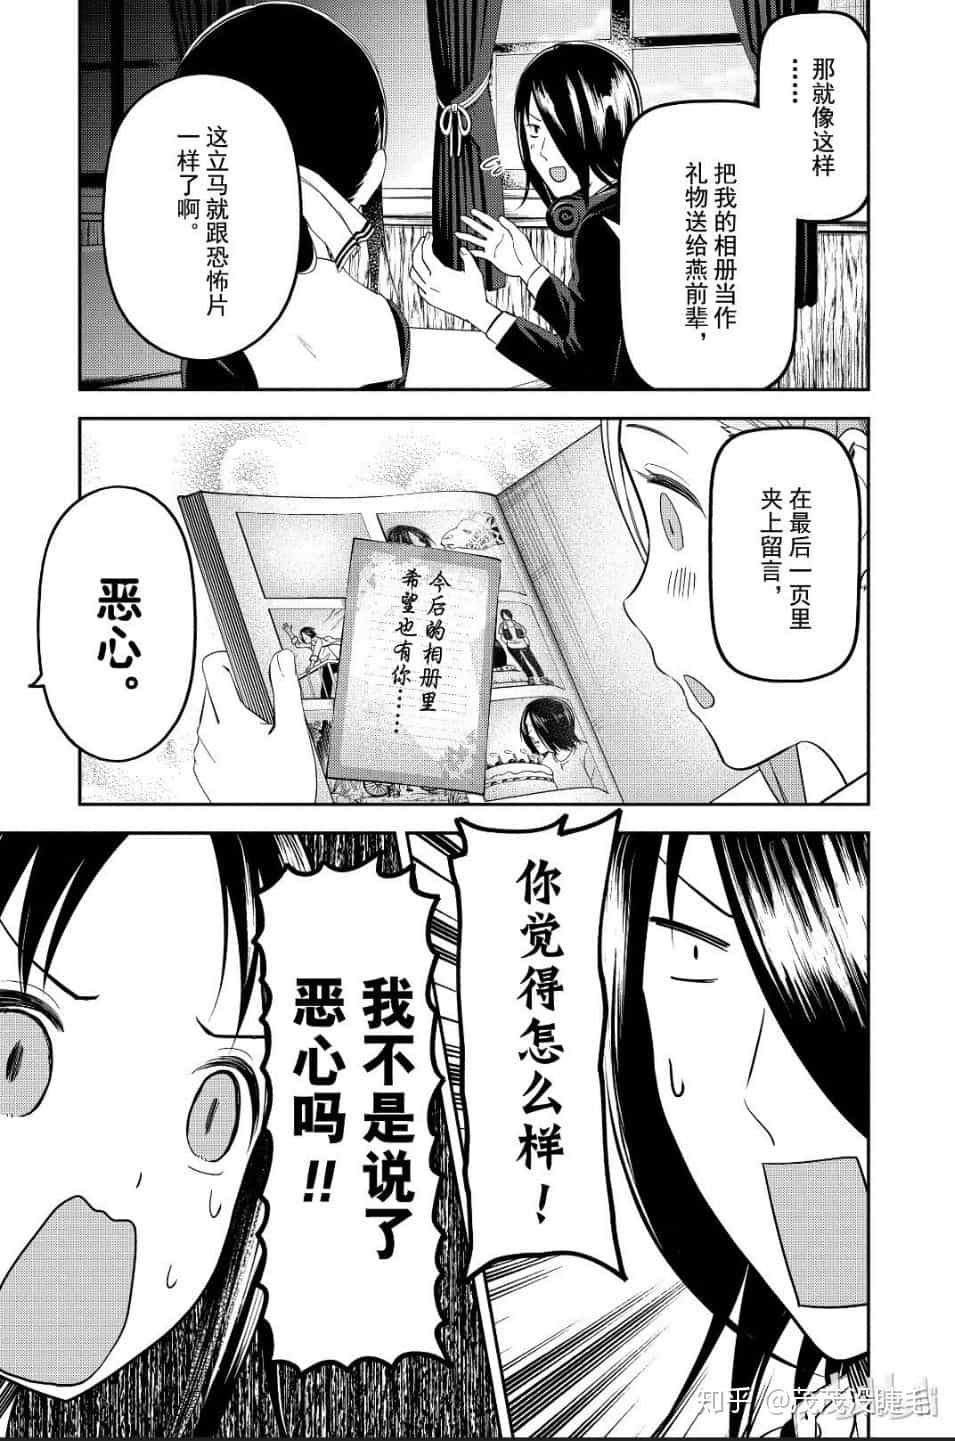 那就像这样
……
把我的相册当作
礼物送给燕前辈，
这立马就跟恐怖片
一样了啊。
在最后一页里
夹上留言，
今后的相册里
希望也有你……
恶心。
你觉得怎么样！
我不是说了
恶心吗!!
知乎 @茂茂没睫毛